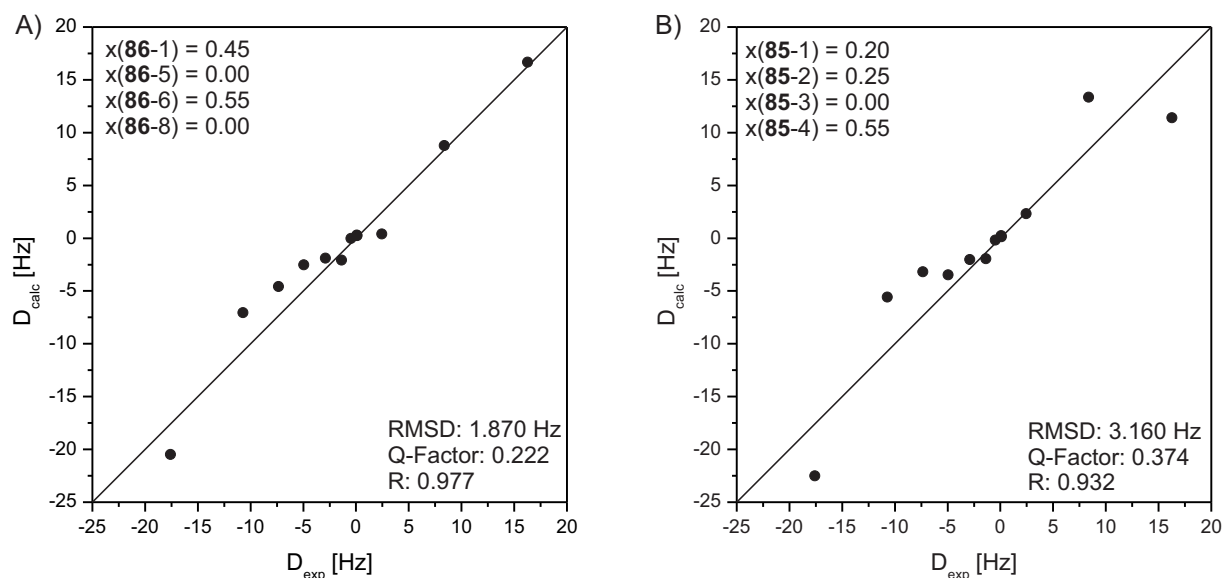 A)
x(86-1) = 0.45
x(86-5) = 0.00
x(86-6) = 0.55
x(86-8) = 0.00
20
15
10
5
0
-5
-10
-15
-20
-25
D_calc [Hz]
RMSD: 1.870 Hz
Q-Factor: 0.222
R: 0.977
-25 -20 -15 -10 -5 0 5 10 15 20
D_exp [Hz]
B)
x(85-1) = 0.20
x(85-2) = 0.25
x(85-3) = 0.00
x(85-4) = 0.55
20
15
10
5
0
-5
-10
-15
-20
-25
D_calc [Hz]
RMSD: 3.160 Hz
Q-Factor: 0.374
R: 0.932
-25 -20 -15 -10 -5 0 5 10 15 20
D_exp [Hz]